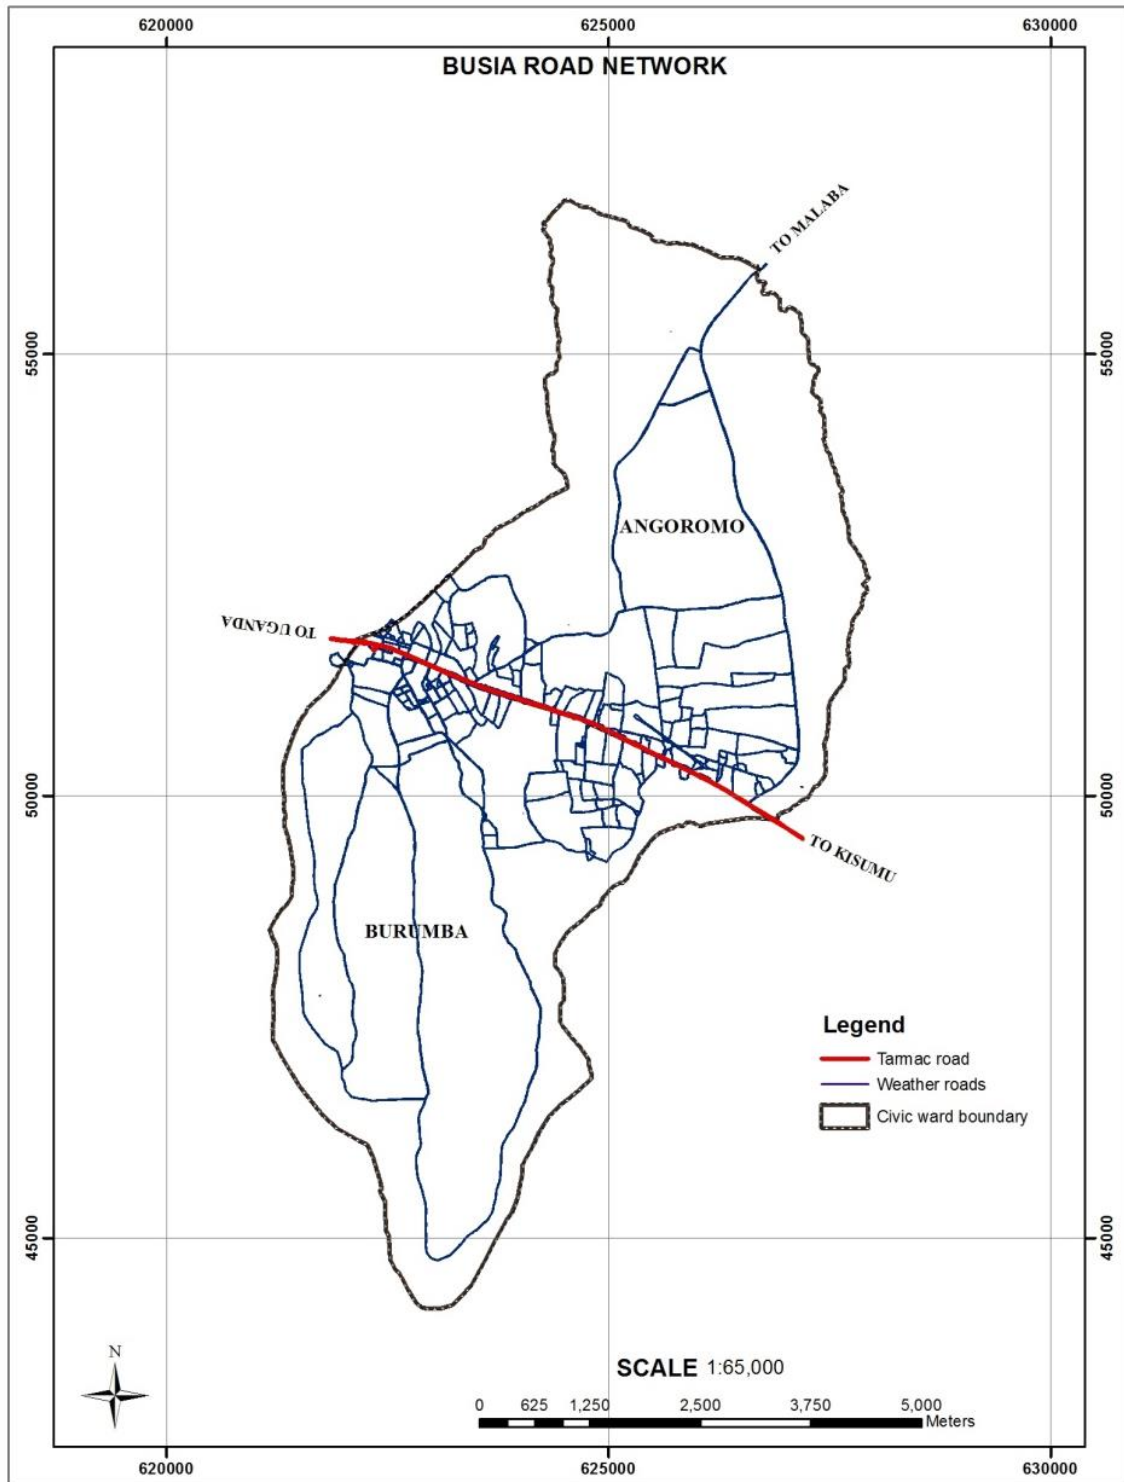 620000 625000 630000
BUSIA ROAD NETWORK
TO MALABA
55000 55000
ANGOROMO
TO UGANDA
50000 50000
TO KISUMU
BURUMBA
Legend
Tarmac road
Weather roads
Civic ward boundary
45000 45000
N
SCALE 1:65,000
0 625 1,250 2,500 3,750 5,000
Meters
620000 625000 630000